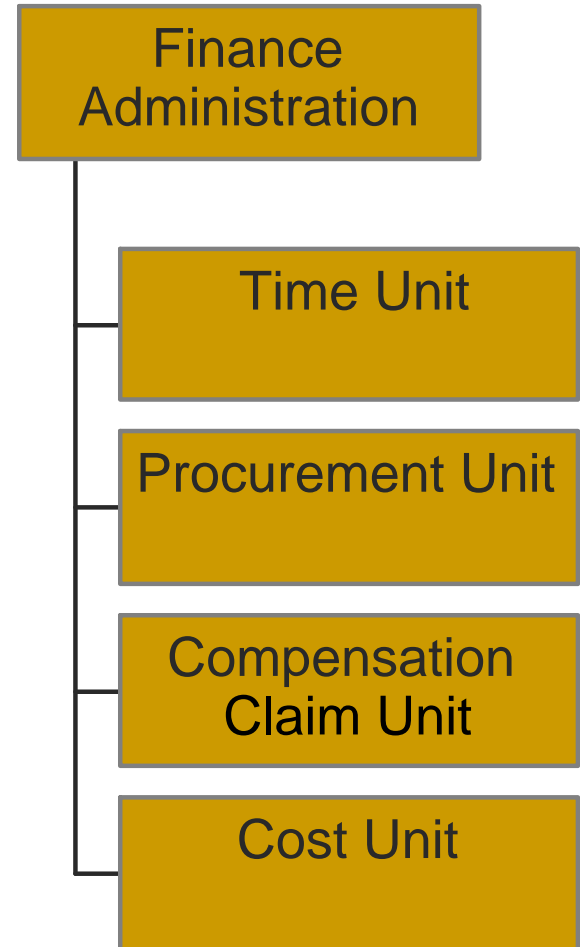 Finance
Administration
Time Unit
Procurement Unit
Compensation
Claim Unit
Cost Unit